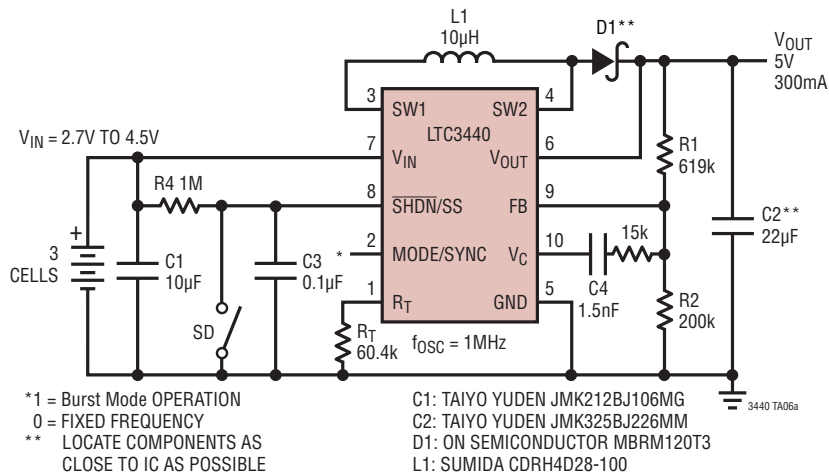 L1
10µH
D1**
VOUT
5V
300mA
3
SW1
SW2
4
LTC3440
VIN = 2.7V TO 4.5V
7
VIN
VOUT
6
R1
619k
R4 1M
8
SHDN/SS
FB
9
+
3
CELLS
C1
10µF
C3
0.1µF
*
2
MODE/SYNC
VC
10
15k
C4
1.5nF
C2**
22µF
1
RT
GND
5
SD
RT
60.4k
fOSC = 1MHz
R2
200k
3440 TA06a
*1 = Burst Mode OPERATION
0 = FIXED FREQUENCY
** LOCATE COMPONENTS AS
CLOSE TO IC AS POSSIBLE
C1: TAIYO YUDEN JMK212BJ106MG
C2: TAIYO YUDEN JMK325BJ226MM
D1: ON SEMICONDUCTOR MBRM120T3
L1: SUMIDA CDRH4D28-100